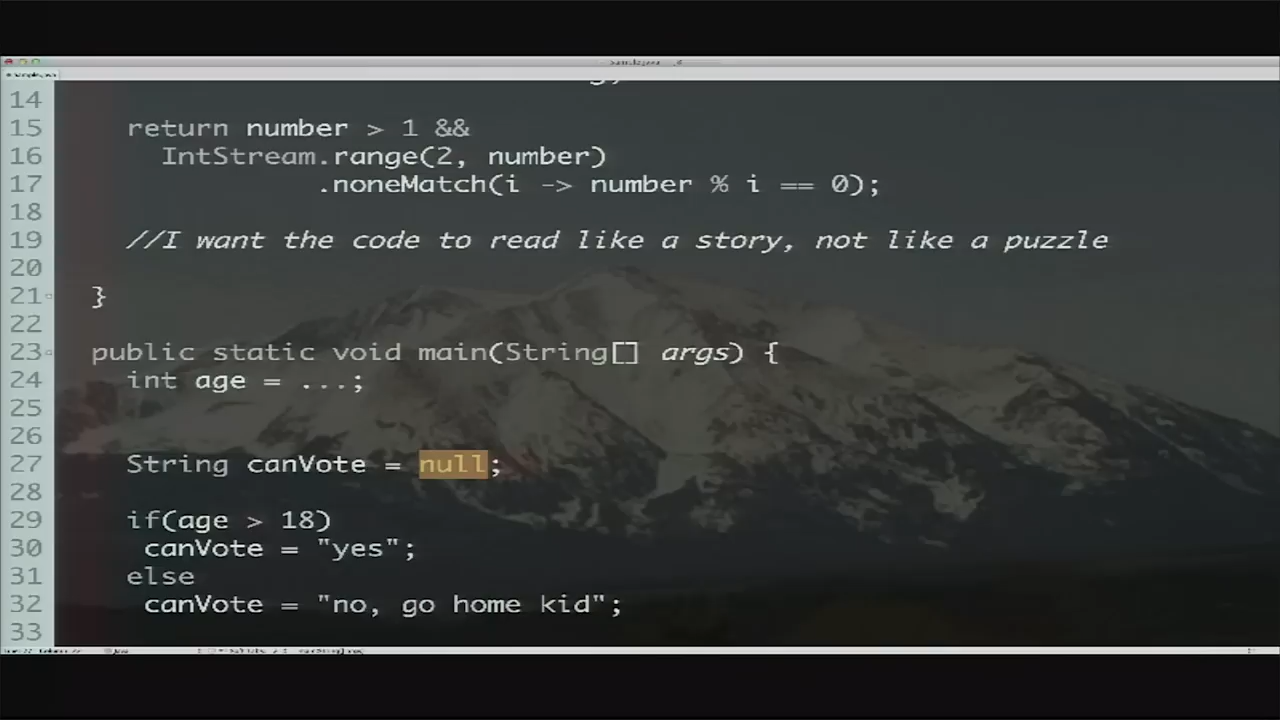 14
15 return number > 1 &&
16 IntStream.range(2, number)
17 .noneMatch(i -> number % i == 0);
18
19 //I want the code to read like a story, not like a puzzle
20
21 }
22
23 public static void main(String[] args) {
24 int age = ...;
25
26
27 String canVote = null;
28
29 if(age > 18)
30 canVote = "yes";
31 else
32 canVote = "no, go home kid";
33